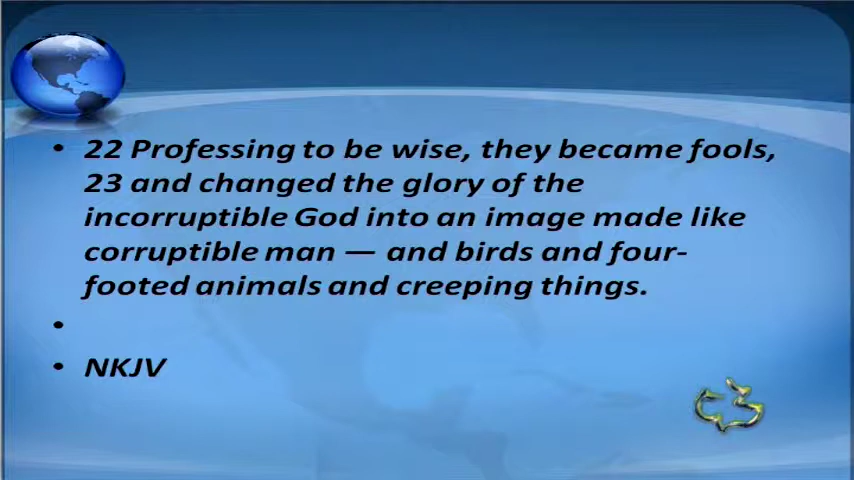 • 22 Professing to be wise, they became fools,
23 and changed the glory of the
incorruptible God into an image made like
corruptible man — and birds and four-
footed animals and creeping things.
•
• NKJV